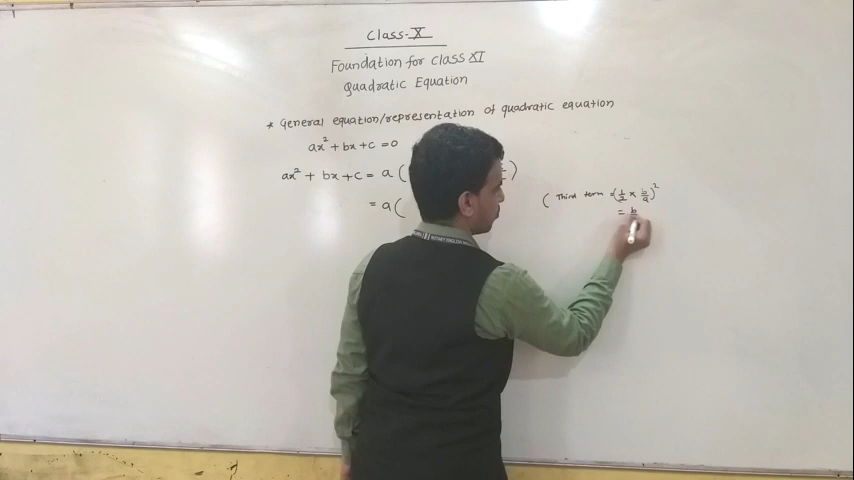 Class-X
Foundation for class XI
Quadratic Equation
* General equation/representation of quadratic equation
ax² + bx + c = 0
ax² + bx + c = a( )
= a(
( Third term = (1/2 × b/a)²
= b